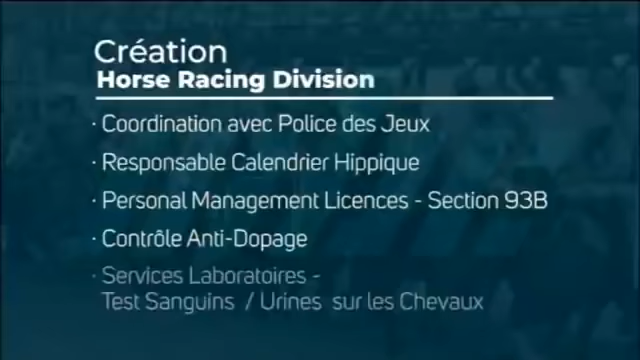 Création
Horse Racing Division
· Coordination avec Police des Jeux
· Responsable Calendrier Hippique
· Personal Management Licences - Section 93B
· Contrôle Anti-Dopage
· Services Laboratoires -
Test Sanguins / Urines sur les Chevaux